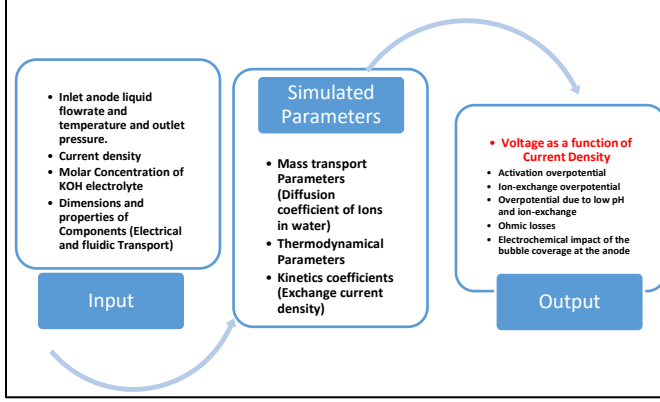 • Inlet anode liquid
flowrate and
temperature and outlet
pressure.
• Current density
• Molar Concentration of
KOH electrolyte
• Dimensions and
properties of
Components (Electrical
and fluidic Transport)
Input
Simulated
Parameters
• Mass transport
Parameters
(Diffusion
coefficient of Ions
in water)
• Thermodynamical
Parameters
• Kinetics coefficients
(Exchange current
density)
• Voltage as a function of
Current Density
• Activation overpotential
• Ion-exchange overpotential
• Overpotential due to low pH
and ion-exchange
• Ohmic losses
• Electrochemical impact of the
bubble coverage at the anode
Output